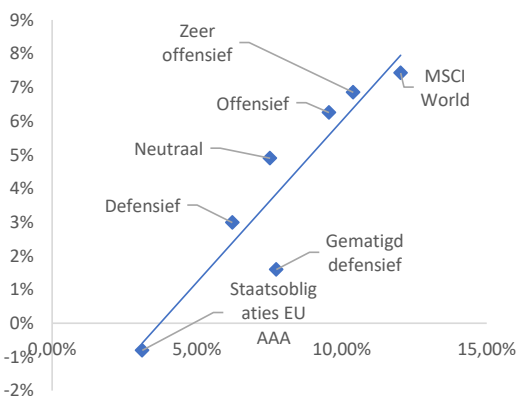 9%
8%
7%
6%
5%
4%
3%
2%
1%
0%
-1%
-2%
Zeer
offensief
MSCI
World
Offensief
Neutraal
Defensief
Gematigd
defensief
Staatsoblig
aties EU
AAA
0,00%
5,00%
10,00%
15,00%